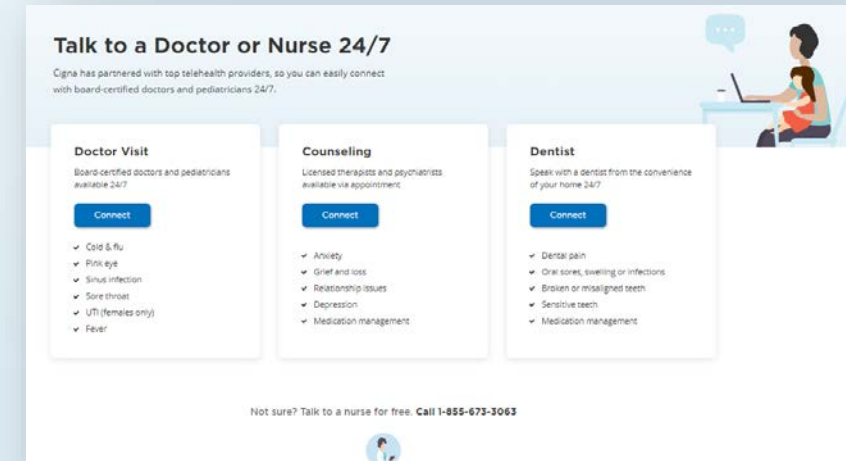 Talk to a Doctor or Nurse 24/7
Cigna has partnered with top telehealth providers, so you can easily connect
with board-certified doctors and pediatricians 24/7.
Doctor Visit
Board-certified doctors and pediatricians
available 24/7
Connect
Cold & flu
Pink eye
Sinus infection
Sore throat
UTI (females only)
Fever
Counseling
Licensed therapists and psychiatrists
available via appointment
Connect
Anxiety
Grief and loss
Relationship issues
Depression
Medication management
Dentist
Speak with a dentist from the convenience
of your home 24/7
Connect
Dental pain
Oral sores, swelling or infections
Broken or misaligned teeth
Sensitive teeth
Medication management
Not sure? Talk to a nurse for free. Call 1-855-673-3063